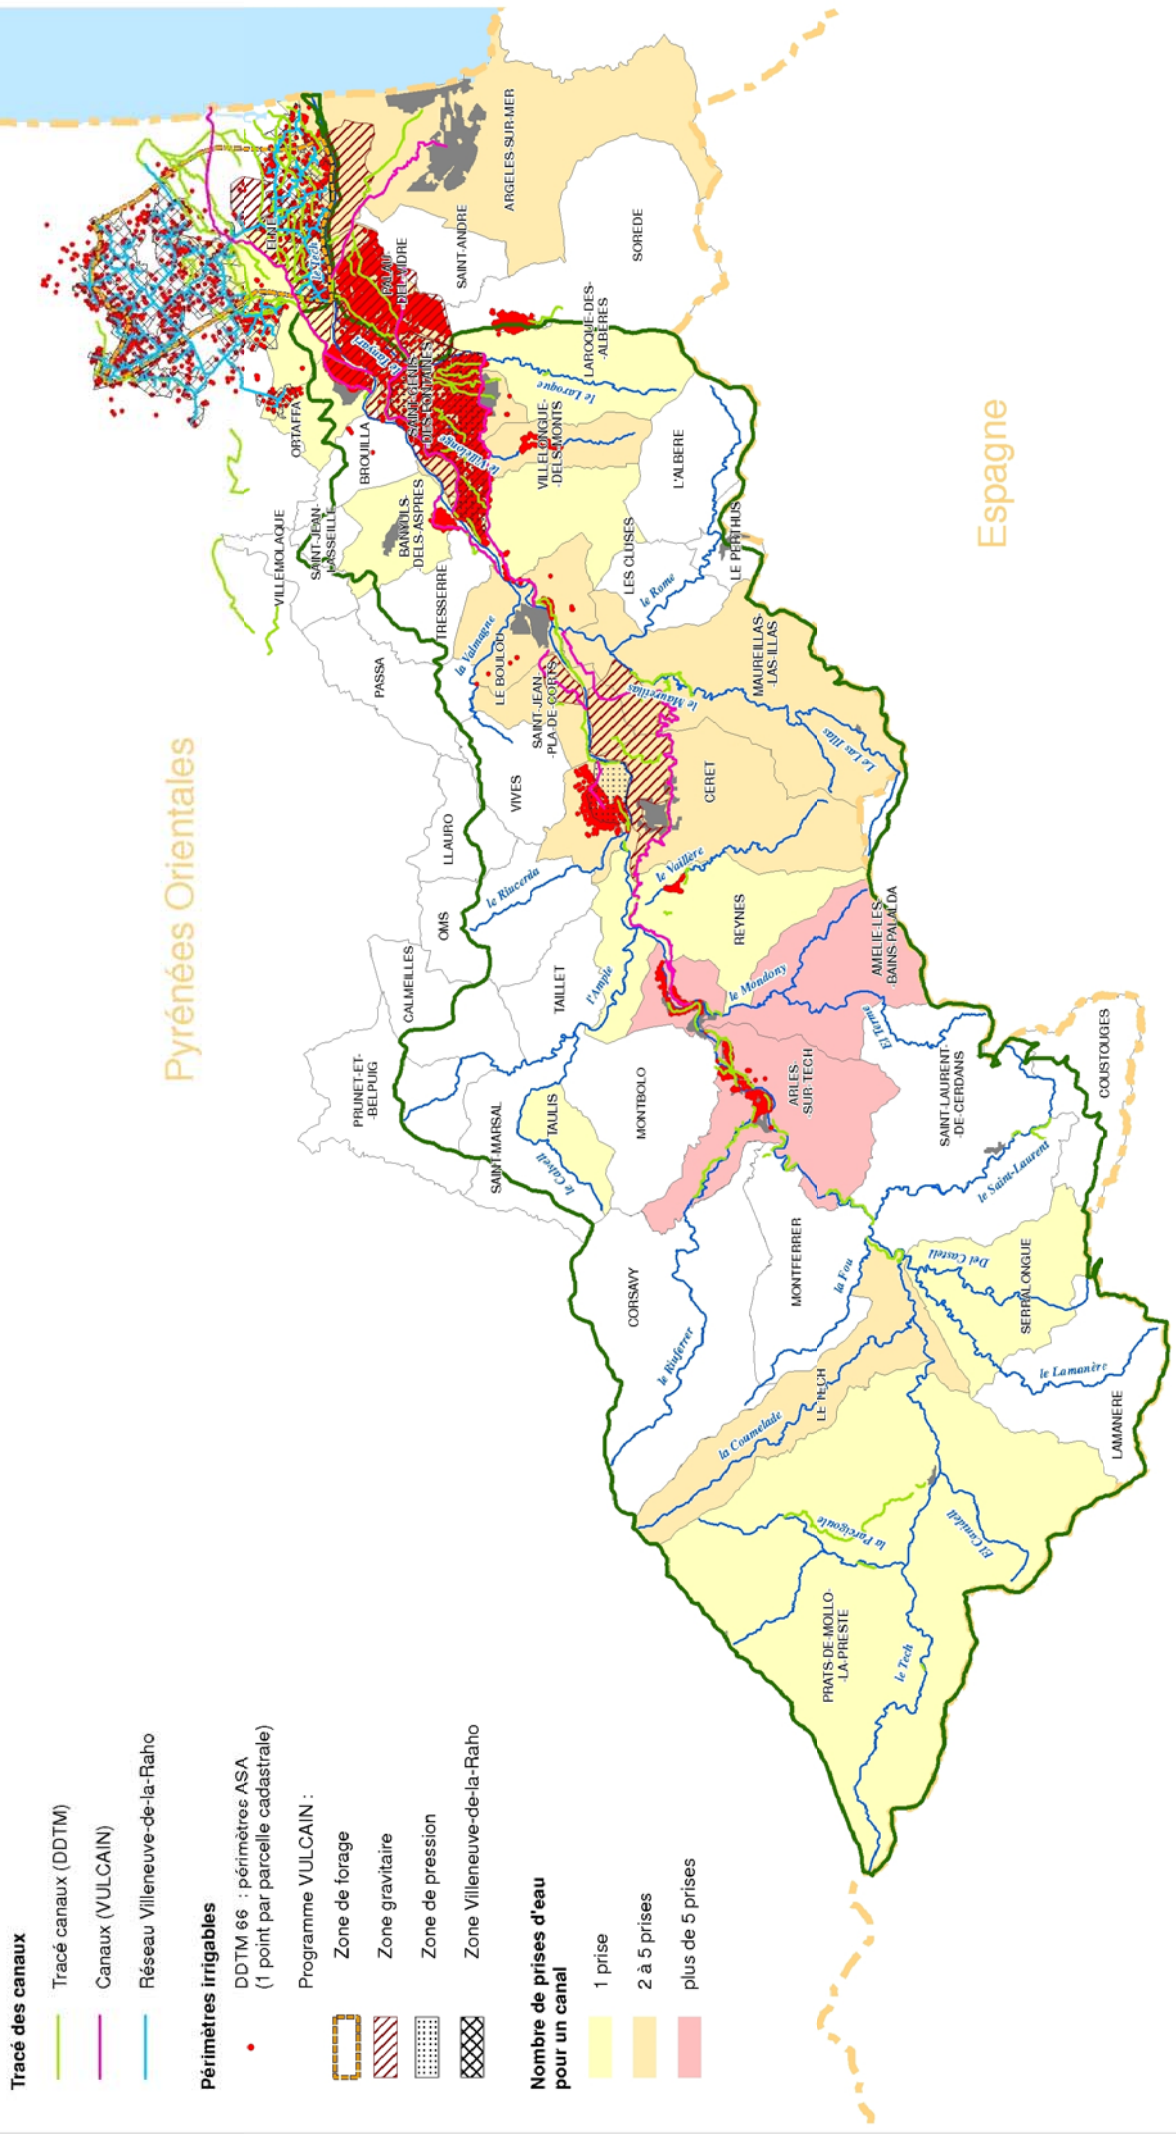 Tracé des canaux
Tracé canaux (DDTM)
Canaux (VULCAIN)
Réseau Villeneuve-de-la-Raho
Périmètres irrigables
DDTM 66 : périmètres ASA
(1 point par parcelle cadastrale)
Programme VULCAIN :
Zone de forage
Zone gravitaire
Zone de pression
Zone Villeneuve-de-la-Raho
Nombre de prises d'eau
pour un canal
1 prise
2 à 5 prises
plus de 5 prises
Pyrénées Orientales
Espagne
PRATS-DE-MOLLO-
-LA-PRESTE
le Tech
la Parcigoule
El Canidell
LE TECH
la Coumelade
LAMANERE
le Lamanère
SERRALONGUE
Del Castell
la Fou
MONTFERRER
CORSAVY
le Riuferrer
le Saint-Laurent
SAINT-LAURENT-
-DE-CERDANS
COUSTOUGES
El Terme
ARLES-
-SUR-TECH
MONTBOLO
TAULIS
le Calvell
SAINT-MARSAL
PRUNET-ET-
-BELPUIG
CALMEILLES
TAILLET
l'Ample
OMS
LLAURO
AMELIE-LES-
-BAINS-PALALDA
le Mondony
REYNES
le Vaillère
le Riucerda
VIVES
CERET
SAINT-JEAN-
-PLA-DE-CORTS
LE BOULOU
la Valmagne
le Maureillas
MAUREILLAS-
-LAS-ILLAS
Le Las Illas
le Rome
LES CLUSES
LE PERTHUS
L'ALBERE
PASSA
TRESSERRE
VILLEMOLAQUE
SAINT-JEAN-
-LASSEILLE
BANYULS-
-DELS-ASPRES
BROUILLA
ORTAFFA
le Villelongue
VILLELONGUE-
-DELS-MONTS
SAINT-GENIS-
-DES-FONTAINES
le Tanyari
le Laroque
LAROQUE-DES-
-ALBERES
PALAU-
-DEL-VIDRE
SAINT-ANDRE
SOREDE
ARGELES-SUR-MER
ELNE
le Tech